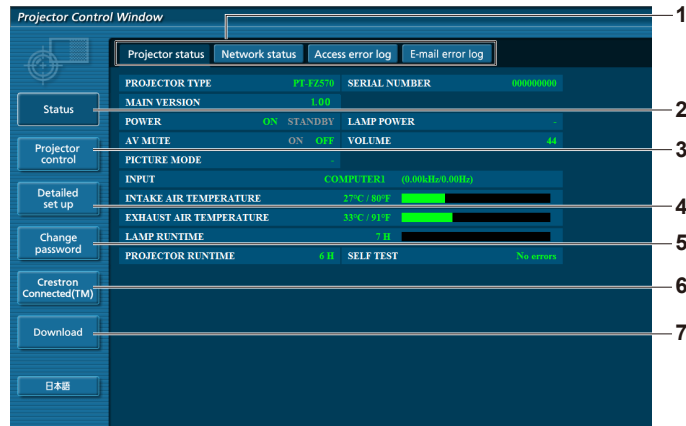 Projector Control Window
1
Projector status Network status Access error log E-mail error log
PROJECTOR TYPE PT-FZ570 SERIAL NUMBER 000000000
MAIN VERSION 1.00
Status
2
POWER ON STANDBY LAMP POWER -
AV MUTE ON OFF VOLUME 44
Projector control
3
PICTURE MODE -
INPUT COMPUTER1 (0.00kHz/0.00Hz)
Detailed set up
4
INTAKE AIR TEMPERATURE 27°C / 80°F
EXHAUST AIR TEMPERATURE 33°C / 91°F
Change password
5
LAMP RUNTIME 7 H
PROJECTOR RUNTIME 6 H SELF TEST No errors
Crestron Connected(TM)
6
Download
7
日本語